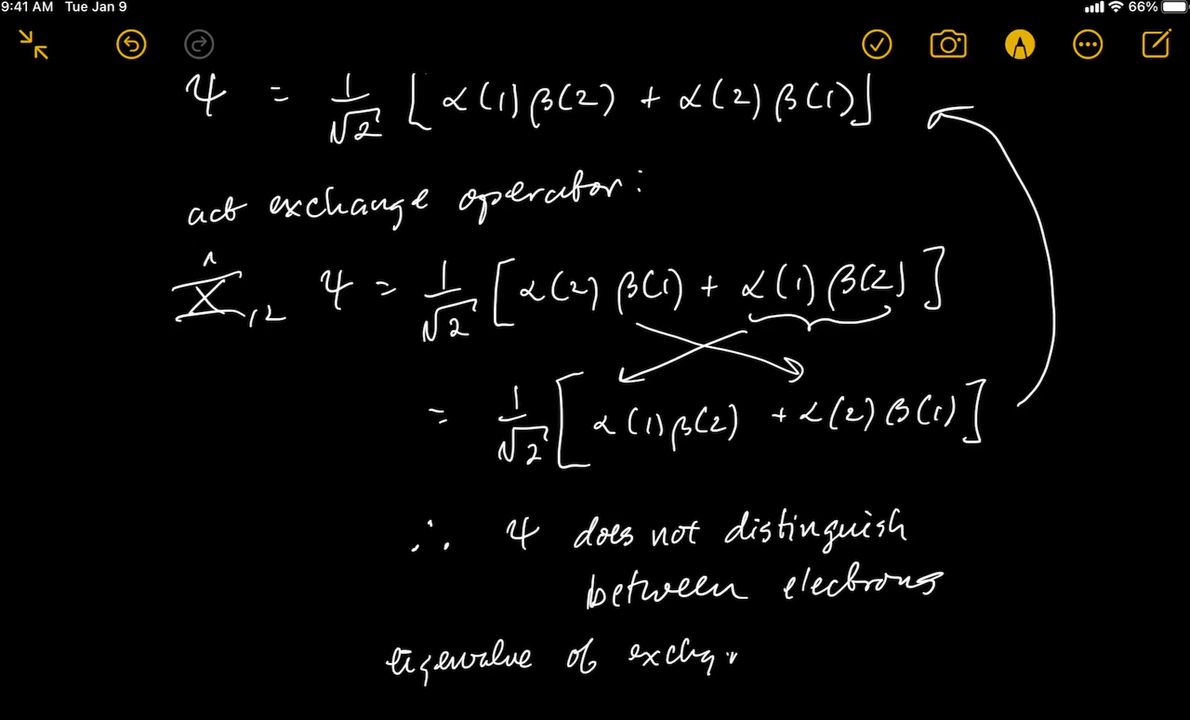 9:41 AM Tue Jan 9 66%
Ψ = 1/√2 [α(1)β(2) + α(2)β(1)]
act exchange operator:
X̂₁₂ Ψ = 1/√2 [α(2)β(1) + α(1)β(2)]
= 1/√2 [α(1)β(2) + α(2)β(1)]
∴ Ψ does not distinguish
between electrons
eigenvalue of